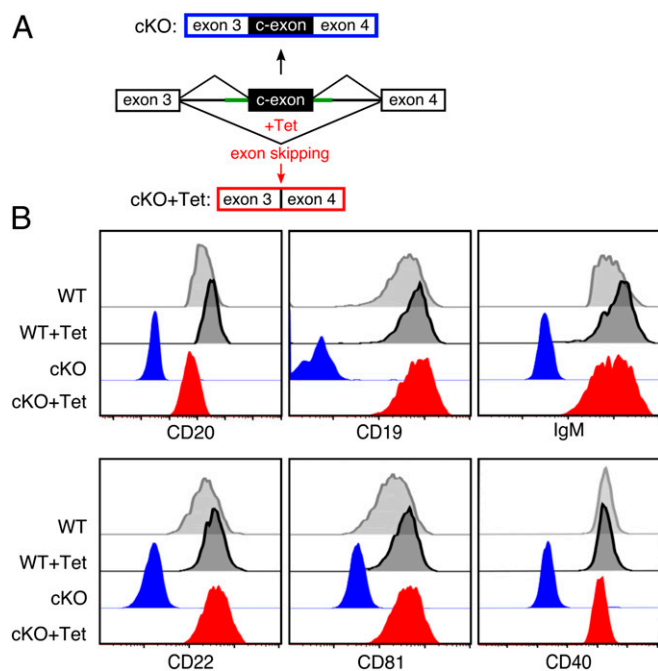 A
cKO: exon 3 c-exon exon 4
exon 3 c-exon exon 4
+Tet
exon skipping
cKO+Tet: exon 3 exon 4
B
WT
WT+Tet
cKO
cKO+Tet
CD20 CD19 IgM
WT
WT+Tet
cKO
cKO+Tet
CD22 CD81 CD40